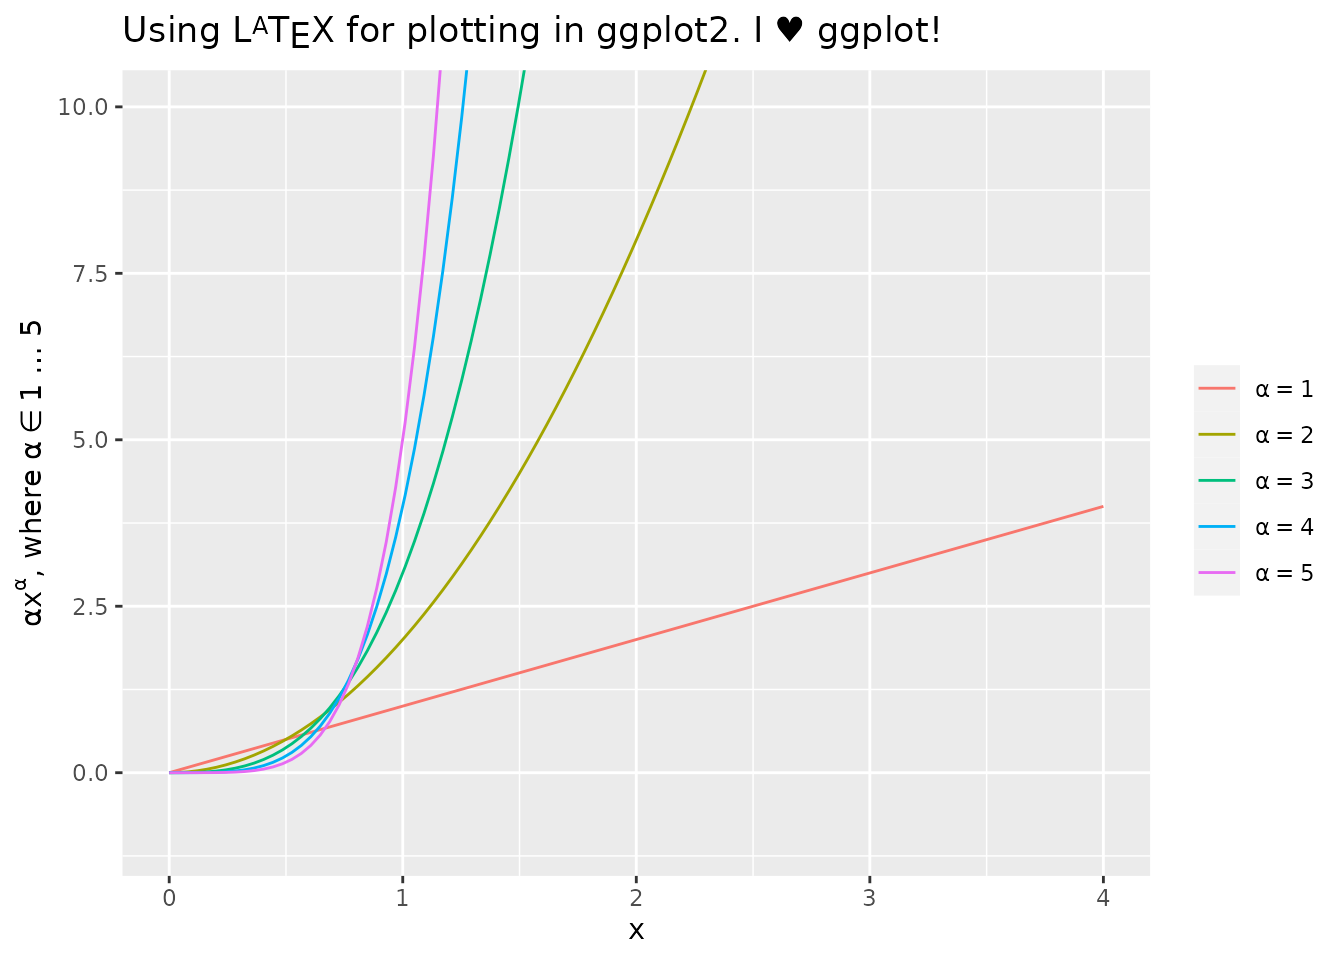 Using LATEX for plotting in ggplot2. I ♥ ggplot!
10.0
7.5
5.0
2.5
0.0
αx^α, where α ∈ 1 … 5
0 1 2 3 4
x
α = 1
α = 2
α = 3
α = 4
α = 5